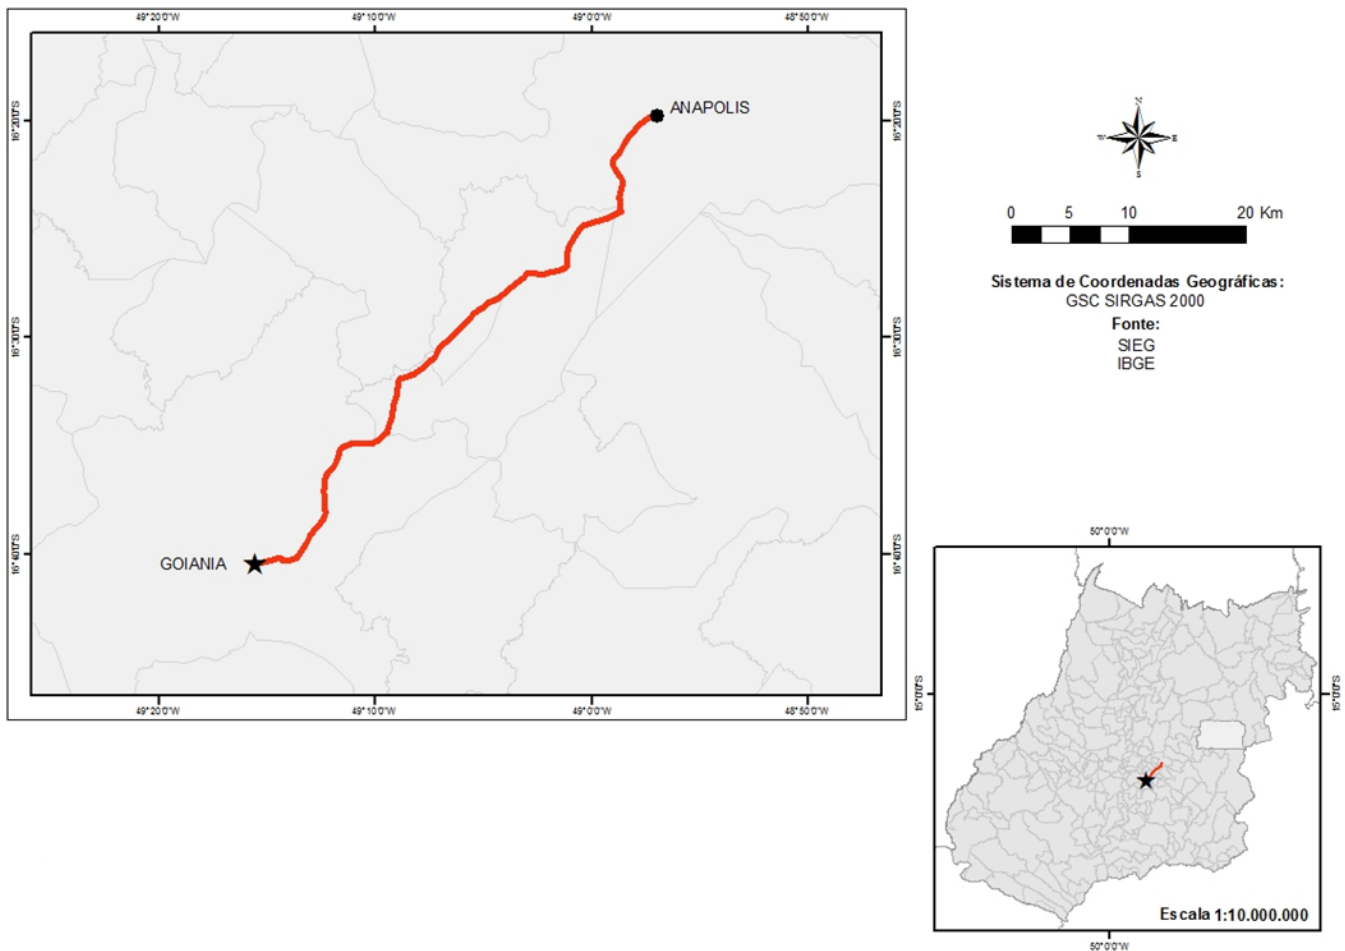 49°20'0"W 49°10'0"W 49°0'0"W 48°50'0"W
16°20'0"S 16°20'0"S
ANAPOLIS
16°30'0"S 16°30'0"S
16°40'0"S 16°40'0"S
GOIANIA
49°20'0"W 49°10'0"W 49°0'0"W 48°50'0"W
N
W E
S
0 5 10 20 Km
Sistema de Coordenadas Geográficas:
GSC SIRGAS 2000
Fonte:
SIEG
IBGE
50°0'0"W
15°0'0"S 15°0'0"S
Escala 1:10.000.000
50°0'0"W